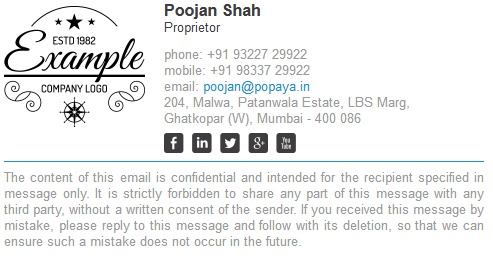 ESTD 1982
Example
COMPANY LOGO
Poojan Shah
Proprietor
phone: +91 93227 29922
mobile: +91 98337 29922
email: poojan@popaya.in
204, Malwa, Patanwala Estate, LBS Marg,
Ghatkopar (W), Mumbai - 400 086
f in g+ You Tube
The content of this email is confidential and intended for the recipient specified in
message only. It is strictly forbidden to share any part of this message with any
third party, without a written consent of the sender. If you received this message by
mistake, please reply to this message and follow with its deletion, so that we can
ensure such a mistake does not occur in the future.